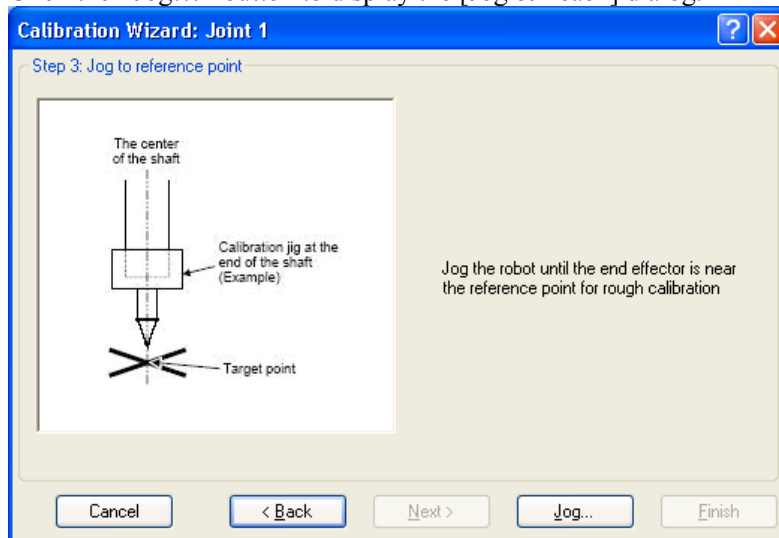 Calibration Wizard: Joint 1
Step 3: Jog to reference point
The center
of the shaft
Calibration jig at the
end of the shaft
(Example)
Target point
Jog the robot until the end effector is near
the reference point for rough calibration
Cancel
< Back
Next >
Jog...
Finish